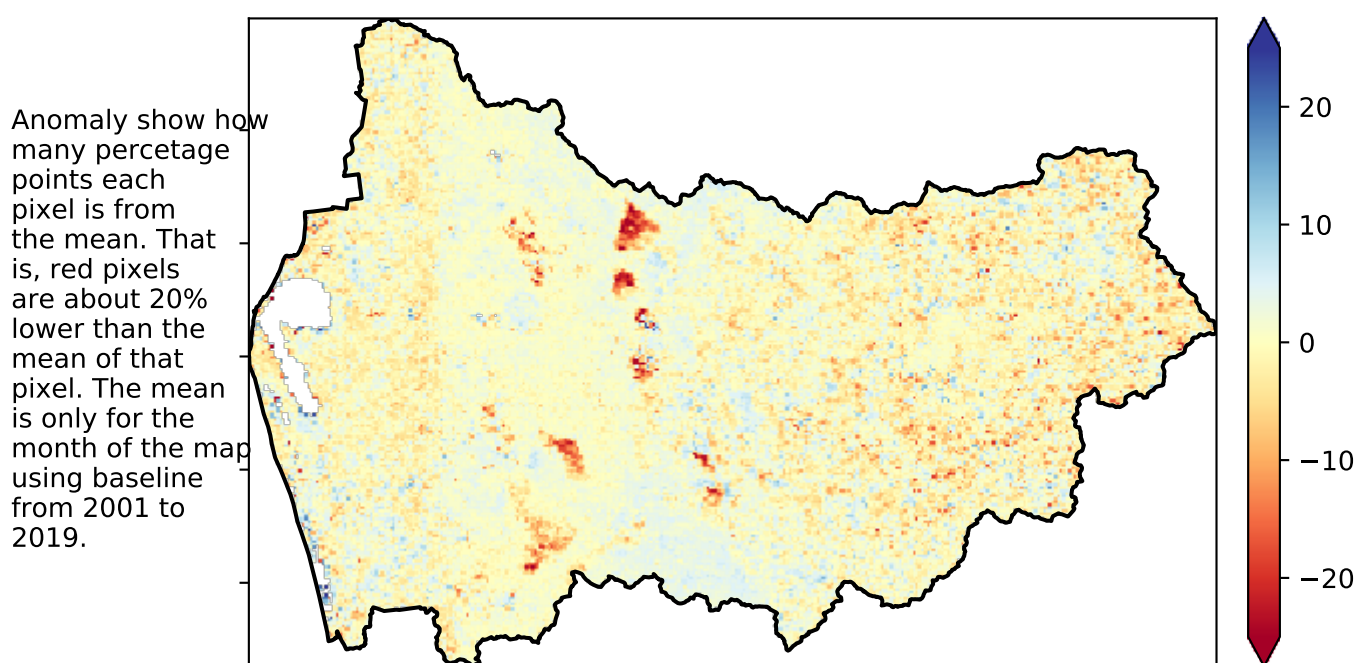 Anomaly show how
many percetage
points each
pixel is from
the mean. That
is, red pixels
are about 20%
lower than the
mean of that
pixel. The mean
is only for the
month of the map
using baseline
from 2001 to
2019.
20
10
0
−10
−20